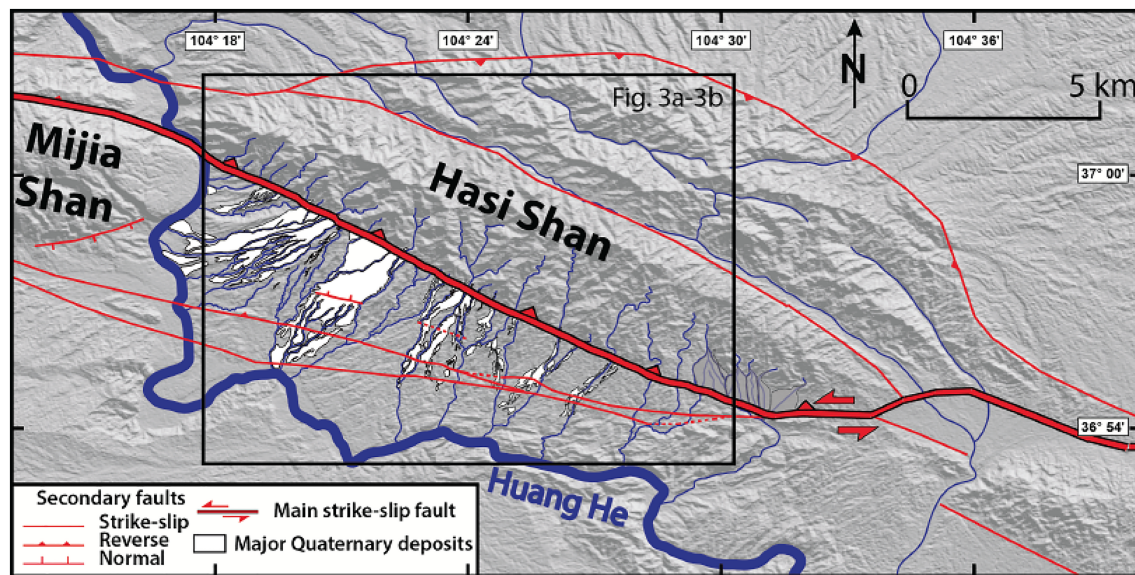 104° 18'
104° 24'
104° 30'
104° 36'
N
0 5 km
Fig. 3a-3b
Mijia
Shan
Hasi Shan
37° 00'
36° 54'
Huang He
Secondary faults
Strike-slip
Reverse
Normal
Main strike-slip fault
Major Quaternary deposits